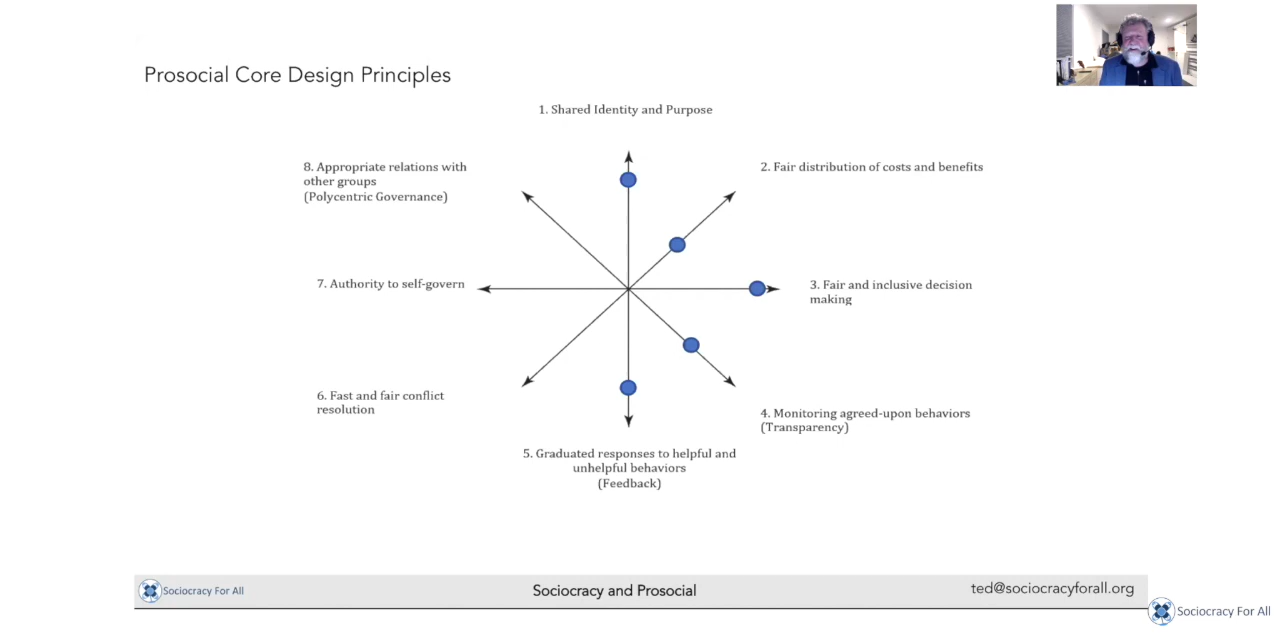 Prosocial Core Design Principles
1. Shared Identity and Purpose
8. Appropriate relations with
other groups
(Polycentric Governance)
2. Fair distribution of costs and benefits
7. Authority to self-govern
3. Fair and inclusive decision
making
6. Fast and fair conflict
resolution
4. Monitoring agreed-upon behaviors
(Transparency)
5. Graduated responses to helpful and
unhelpful behaviors
(Feedback)
Sociocracy For All
Sociocracy and Prosocial
ted@sociocracyforall.org
Sociocracy For All